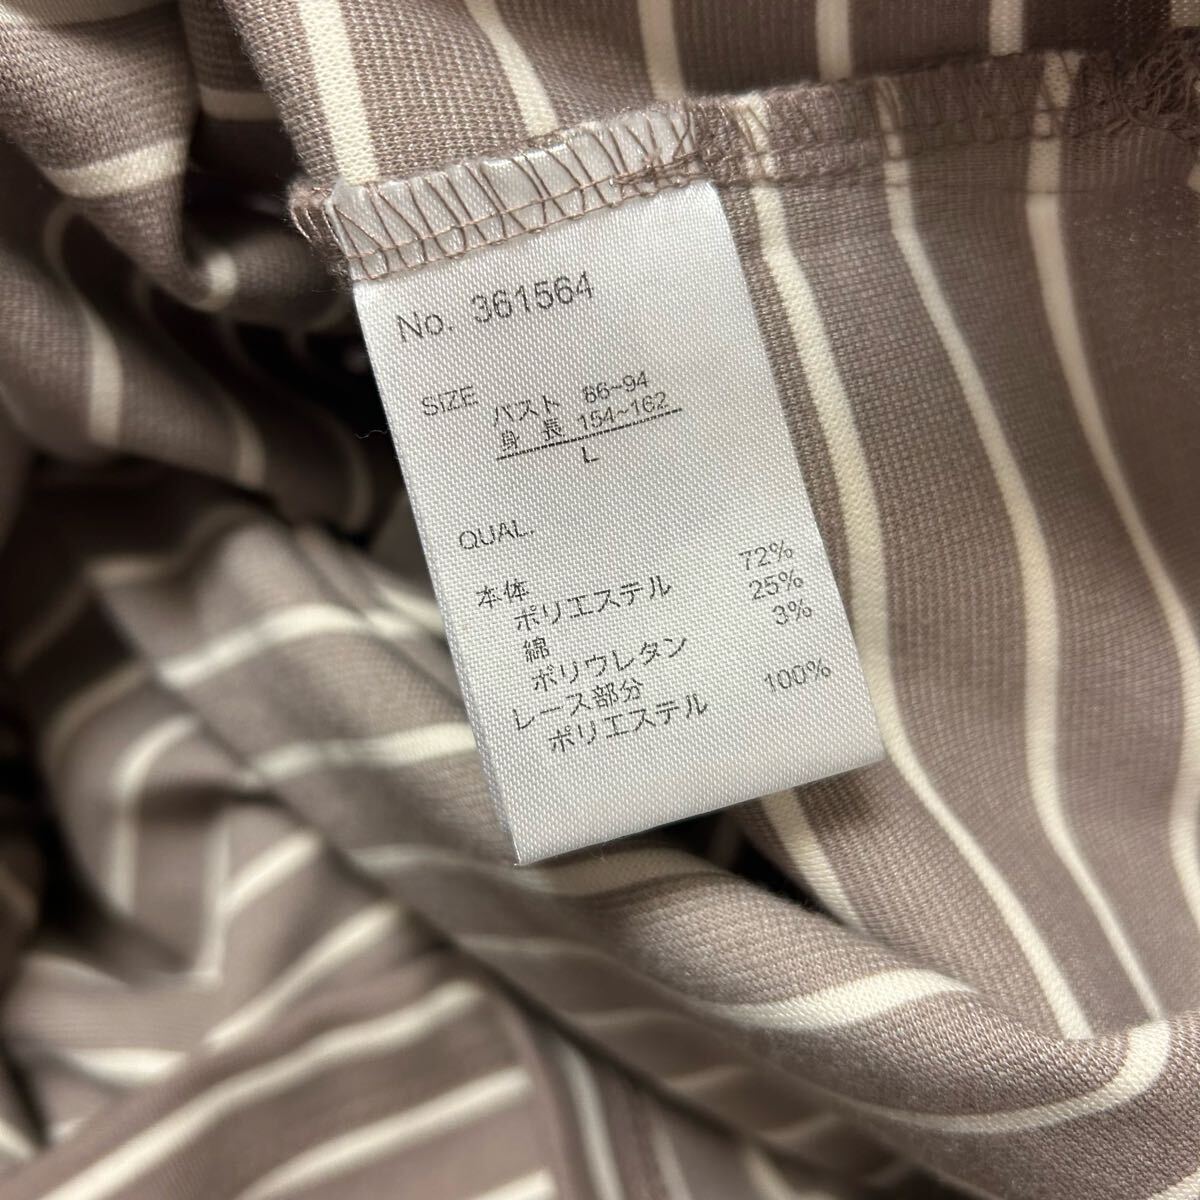 No. 361564
SIZE バスト 86~94
身長 154~162
L
QUAL.
本体
ポリエステル 72%
綿 25%
ポリウレタン 3%
レース部分
ポリエステル 100%